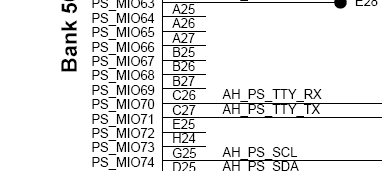 Bank 50
PS_MIO63 E28
A25
PS_MIO64
A26
PS_MIO65
A27
PS_MIO66
B25
PS_MIO67
B26
PS_MIO68
B27
PS_MIO69
C26 AH_PS_TTY_RX
PS_MIO70
C27 AH_PS_TTY_TX
PS_MIO71
E25
PS_MIO72
H24
PS_MIO73
G25 AH_PS_SCL
PS_MIO74
D25 AH_PS_SDA